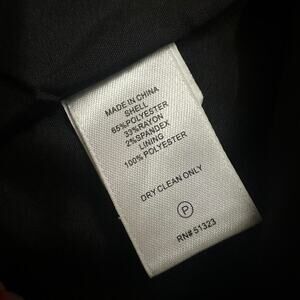 MADE IN CHINA
SHELL
65%POLYESTER
33%RAYON
2%SPANDEX
LINING
100%POLYESTER
DRY CLEAN ONLY
P
RN# 51323